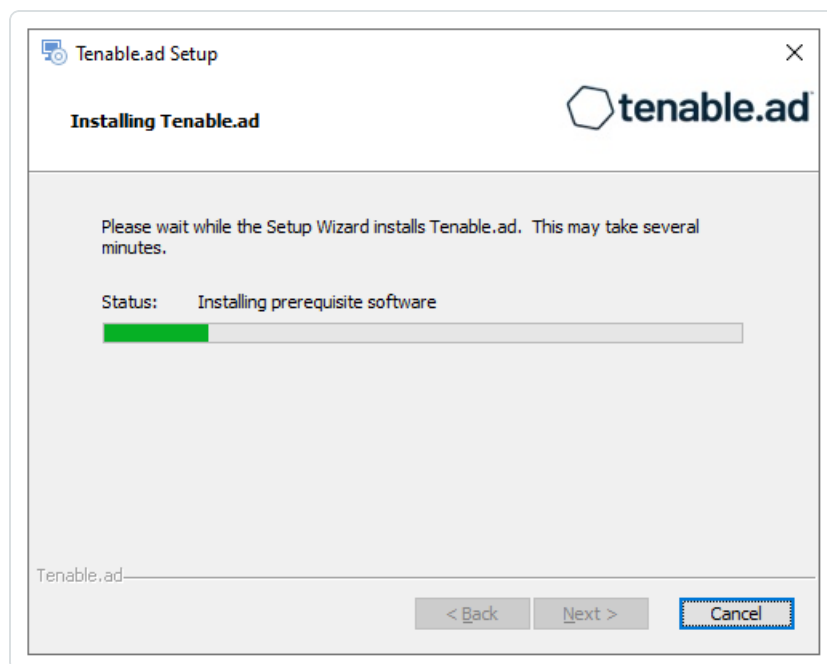 Tenable.ad Setup
Installing Tenable.ad
tenable.ad
Please wait while the Setup Wizard installs Tenable.ad. This may take several
minutes.
Status: Installing prerequisite software
Tenable.ad
< Back Next > Cancel